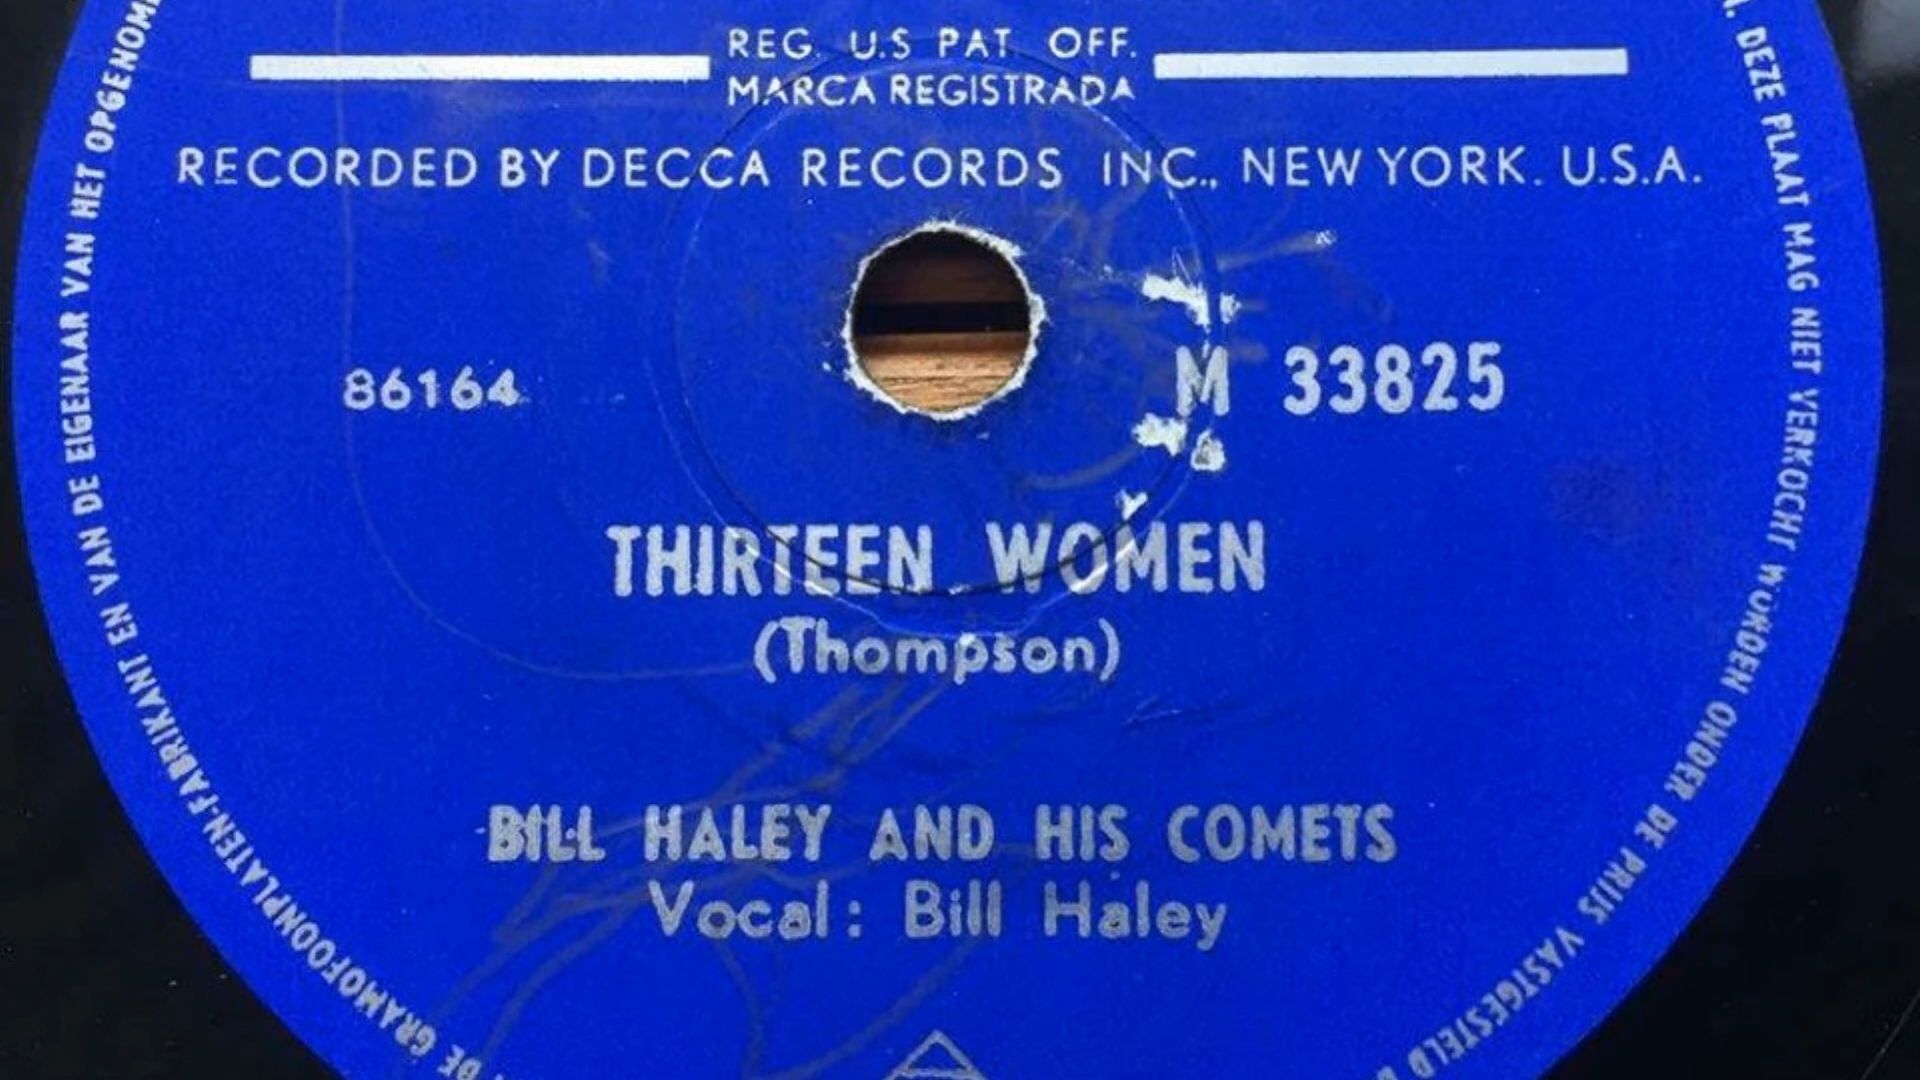 REG. U.S PAT. OFF.
MARCA REGISTRADA
RECORDED BY DECCA RECORDS INC., NEW YORK. U.S.A.
86164
M 33825
THIRTEEN WOMEN
(Thompson)
BILL HALEY AND HIS COMETS
Vocal: Bill Haley
DE GRAMOFOONPLATEN-FABRIKANT EN VAN DE EIGENAAR VAN HET
DEZE PLAAT MAG NIET VERKOCHT WORDEN ONDER DE PRIJS VASTGESTELD